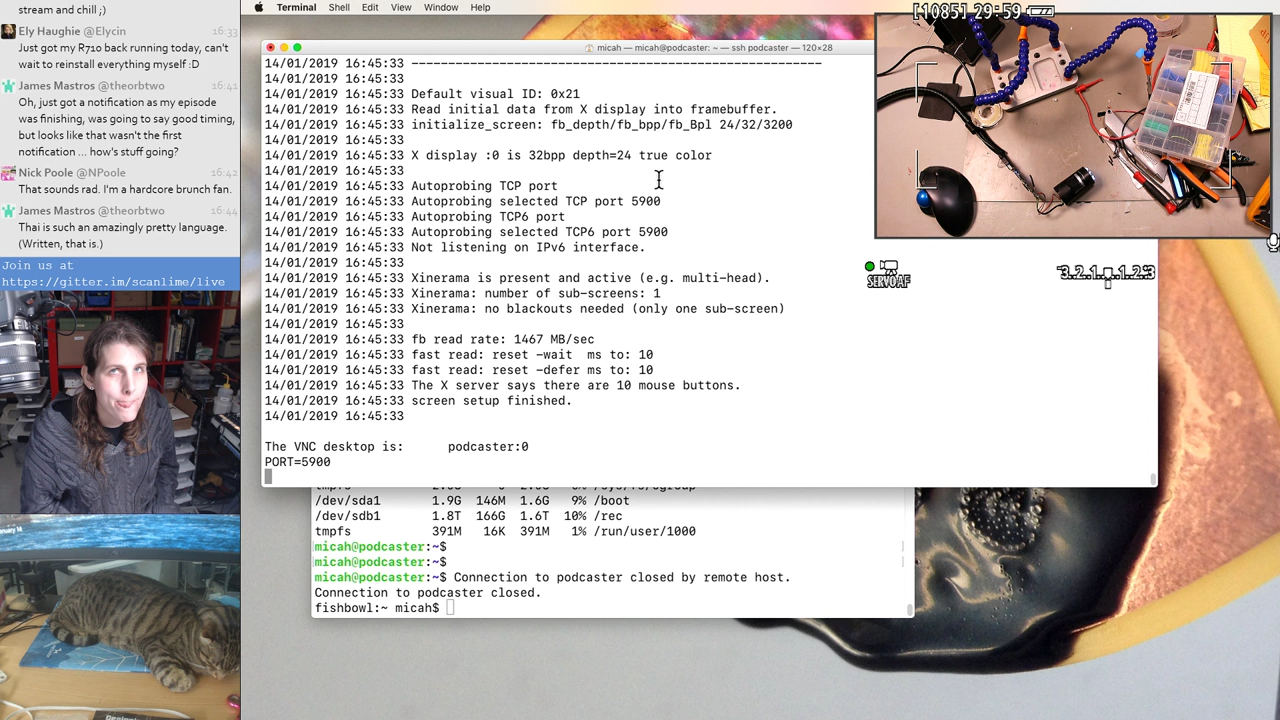 stream and chill ;)
Ely Haughie @Elycin 16:33
Just got my R710 back running today, can't
wait to reinstall everything myself :D
James Mastros @theorbtwo 16:41
Oh, just got a notification as my episode
was finishing, was going to say good timing,
but looks like that wasn't the first
notification ... how's stuff going?
Nick Poole @NPoole 16:42
That sounds rad. I'm a hardcore brunch fan.
James Mastros @theorbtwo 16:44
Thai is such an amazingly pretty language.
(Written, that is.)
Join us at
https://gitter.im/scanlime/live
Terminal Shell Edit View Window Help
micah — micah@podcaster: ~ — ssh podcaster — 120×28
14/01/2019 16:45:33 --------------------------------------------------------
14/01/2019 16:45:33
14/01/2019 16:45:33 Default visual ID: 0x21
14/01/2019 16:45:33 Read initial data from X display into framebuffer.
14/01/2019 16:45:33 initialize_screen: fb_depth/fb_bpp/fb_Bpl 24/32/3200
14/01/2019 16:45:33
14/01/2019 16:45:33 X display :0 is 32bpp depth=24 true color
14/01/2019 16:45:33
14/01/2019 16:45:33 Autoprobing TCP port
14/01/2019 16:45:33 Autoprobing selected TCP port 5900
14/01/2019 16:45:33 Autoprobing TCP6 port
14/01/2019 16:45:33 Autoprobing selected TCP6 port 5900
14/01/2019 16:45:33 Not listening on IPv6 interface.
14/01/2019 16:45:33
14/01/2019 16:45:33 Xinerama is present and active (e.g. multi-head).
14/01/2019 16:45:33 Xinerama: number of sub-screens: 1
14/01/2019 16:45:33 Xinerama: no blackouts needed (only one sub-screen)
14/01/2019 16:45:33
14/01/2019 16:45:33 fb read rate: 1467 MB/sec
14/01/2019 16:45:33 fast read: reset -wait  ms to: 10
14/01/2019 16:45:33 fast read: reset -defer ms to: 10
14/01/2019 16:45:33 The X server says there are 10 mouse buttons.
14/01/2019 16:45:33 screen setup finished.
14/01/2019 16:45:33
The VNC desktop is:      podcaster:0
PORT=5900
/dev/sda1 1.9G 146M 1.6G 9% /boot
/dev/sdb1 1.8T 166G 1.6T 10% /rec
tmpfs 391M 16K 391M 1% /run/user/1000
micah@podcaster:~$
micah@podcaster:~$
micah@podcaster:~$ Connection to podcaster closed by remote host.
Connection to podcaster closed.
fishbowl:~ micah$
[1085] 29:59
SERVOAF
3..2..1..0..1..2..3